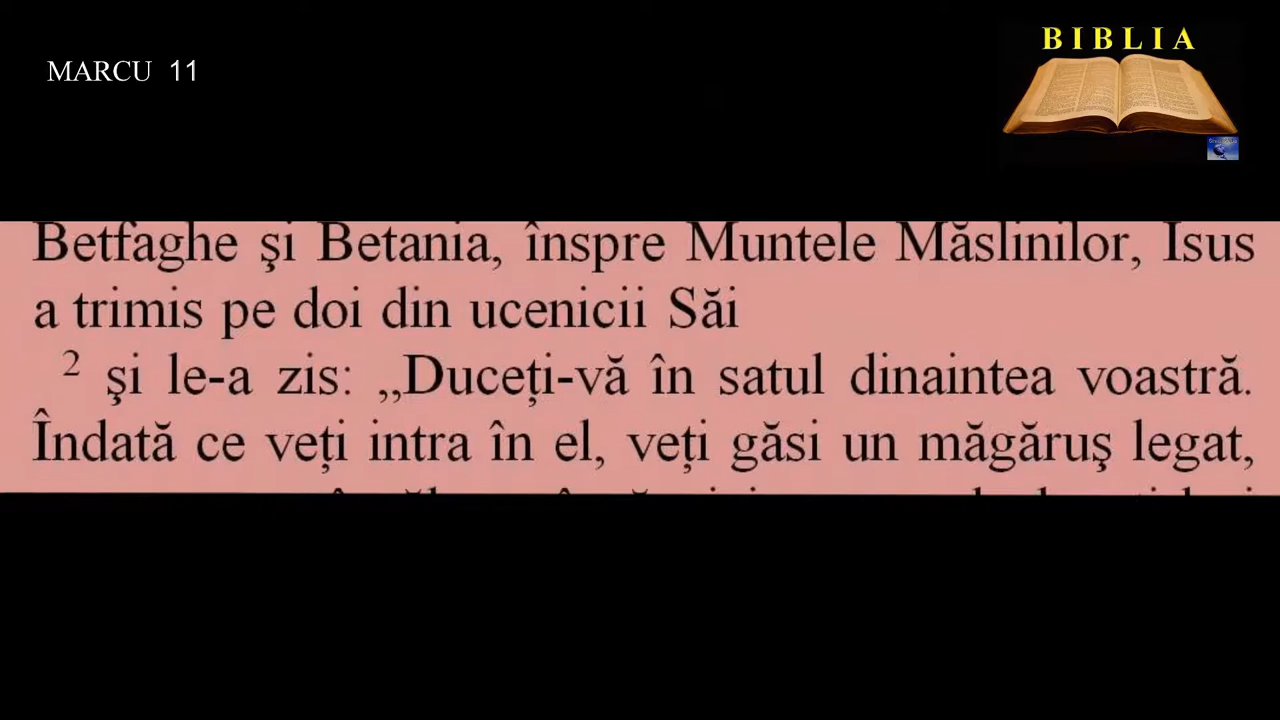 BIBLIA
MARCU 11
Betfaghe şi Betania, înspre Muntele Măslinilor, Isus
a trimis pe doi din ucenicii Săi
2 şi le-a zis: „Duceţi-vă în satul dinaintea voastră.
Îndată ce veţi intra în el, veţi găsi un măgăruş legat,